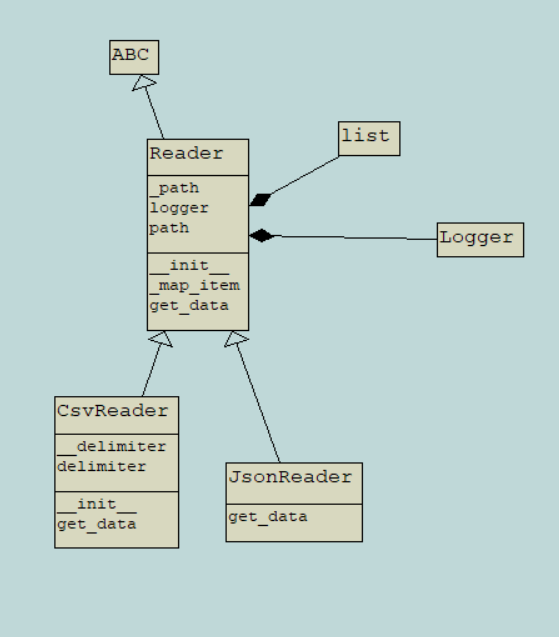 ABC
list
Reader
_path
logger
path
__init__
_map_item
get_data
Logger
CsvReader
__delimiter
delimiter
__init__
get_data
JsonReader
get_data